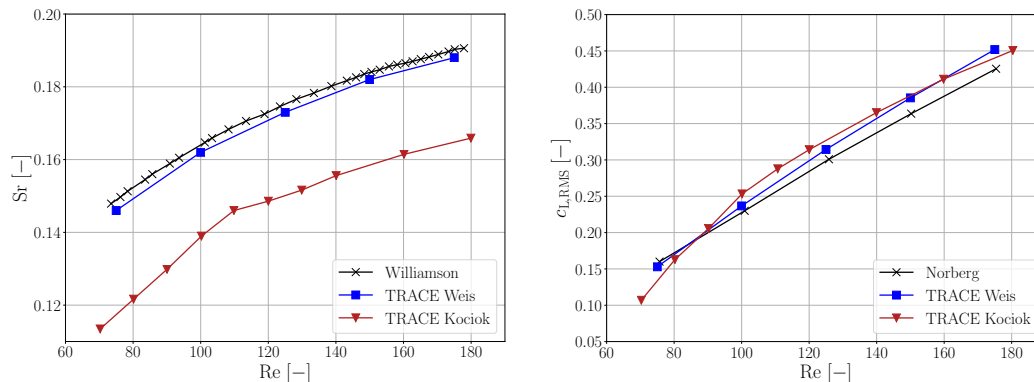 0.20
0.18
0.16
0.14
0.12
Sr [−]
60 80 100 120 140 160 180
Re [−]
Williamson
TRACE Weis
TRACE Kociok
0.50
0.45
0.40
0.35
0.30
0.25
0.20
0.15
0.10
0.05
c_L,RMS [−]
60 80 100 120 140 160 180
Re [−]
Norberg
TRACE Weis
TRACE Kociok